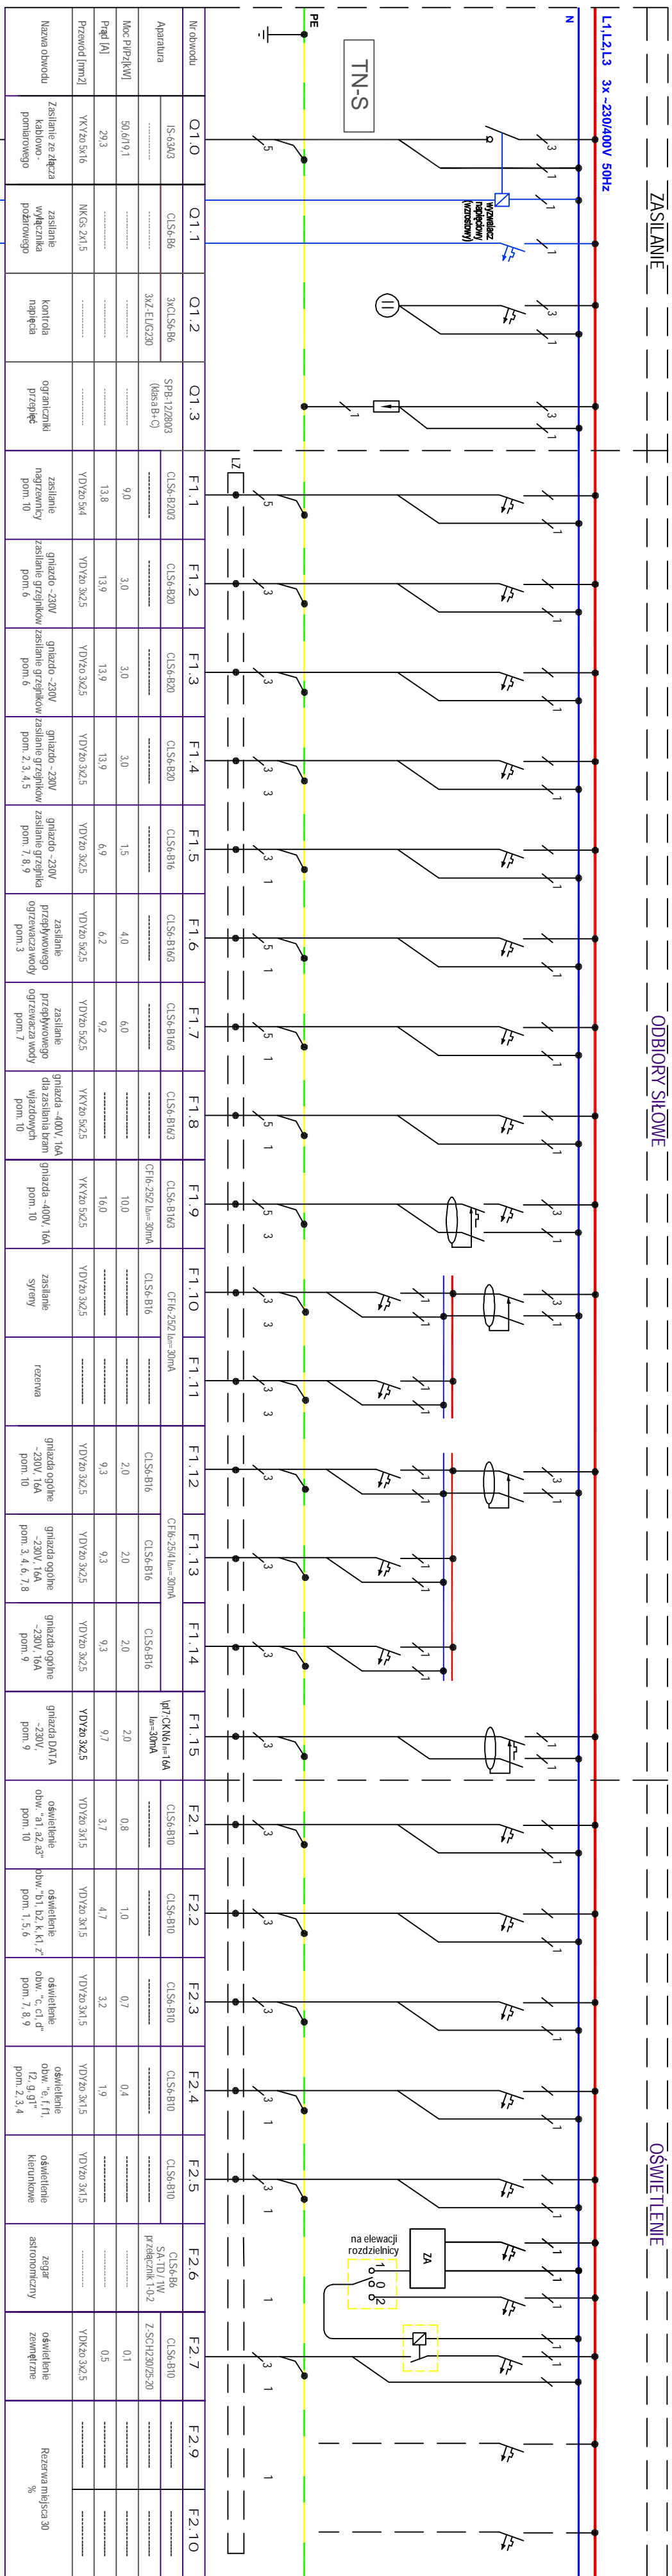 ZASILANIE
ODBIORY SIŁOWE
OŚWIETLENIE
L1,L2,L3 3x ~230/400V 50Hz
N
PE
TN-S
wyzwalacz
napięciowy
(wzrostowy)
LZ
na elewacji
rozdzielnicy
ZA
1
0
2
Nr obwodu
Aparatura
Moc Pi/Pz[kW]
Prąd [A]
Przewód [mm2]
Nazwa obwodu
Q1.0
IS-63A/3
------------
50,6/19,1
29,3
YKYżo 5x16
Zasilanie ze złącza
kablowo -
pomiarowego
Q1.1
CLS6-B6
------------
------------
------------
NKGs 2x1,5
zasilanie
wyłącznika
pożarowego
Q1.2
3xCLS6-B6
3xZ-EL/G230
------------
------------
------------
kontrola
napięcia
Q1.3
SPB-12/280/3
(klasa B+C)
------------
------------
------------
ograniczniki
przepięć
F1.1
CLS6-B20/3
------------
9,0
13,8
YDYżo 5x4
zasilanie
nagrzewnicy
pom. 10
F1.2
CLS6-B20
------------
3,0
13,9
YDYżo 3x2,5
gniazdo ~230V
zasilanie grzejników
pom. 6
F1.3
CLS6-B20
------------
3,0
13,9
YDYżo 3x2,5
gniazdo ~230V
zasilanie grzejników
pom. 6
F1.4
CLS6-B20
------------
3,0
13,9
YDYżo 3x2,5
gniazdo ~230V
zasilanie grzejników
pom. 2, 3, 4, 5
F1.5
CLS6-B16
------------
1,5
6,9
YDYżo 3x2,5
gniazdo ~230V
zasilanie grzejnika
pom. 7, 8, 9
F1.6
CLS6-B16/3
------------
4,0
6,2
YDYżo 5x2,5
zasilanie
przepływowego
ogrzewacza wody
pom. 3
F1.7
CLS6-B16/3
------------
6,0
9,2
YDYżo 5x2,5
zasilanie
przepływowego
ogrzewacza wody
pom. 7
F1.8
CLS6-B16/3
------------
------------
------------
YKYżo 5x2,5
gniazda ~400V, 16A
dla zasilania bram
wjazdowych
pom. 10
F1.9
CLS6-B16/3
CFI6-25/2 IΔn=30mA
10,0
16,0
YKYżo 5x2,5
gniazda ~400V, 16A
pom. 10
F1.10
CFI6-25/2 IΔn=30mA
CLS6-B16
------------
------------
YDYżo 3x2,5
zasilanie
syreny
F1.11
------------
------------
------------
------------
rezerwa
F1.12
CFI6-25/4 IΔn=30mA
CLS6-B16
2,0
9,3
YDYżo 3x2,5
gniazda ogólne
~230V, 16A
pom. 10
F1.13
CLS6-B16
2,0
9,3
YDYżo 3x2,5
gniazda ogólne
~230V, 16A
pom. 3, 4, 6, 7, 8
F1.14
CLS6-B16
2,0
9,3
YDYżo 3x2,5
gniazda ogólne
~230V, 16A
pom. 9
F1.15
\pt7;CKN6 In=16A
IΔn=30mA
2,0
9,7
YDYżo 3x2,5
gniazda DATA
~230V,
pom. 9
F2.1
CLS6-B10
------------
0,8
3,7
YDYżo 3x1,5
oświetlenie
obw. "a1, a2, a3"
pom. 10
F2.2
CLS6-B10
------------
1,0
4,7
YDYżo 3x1,5
oświetlenie
obw. "b1, b2, k, k1, z"
pom. 1, 5, 6
F2.3
CLS6-B10
------------
0,7
3,2
YDYżo 3x1,5
oświetlenie
obw. "c, c1, d"
pom. 7, 8, 9
F2.4
CLS6-B10
------------
0,4
1,9
YDYżo 3x1,5
oświetlenie
obw. "e, f, f1,
f2, g, g1"
pom. 2, 3, 4
F2.5
CLS6-B10
------------
------------
------------
YDYżo 3x1,5
oświetlenie
kierunkowe
F2.6
CLS6-B6
SA-TD / 1W
przełącznik 1-0-2
------------
------------
------------
zegar
astronomiczny
F2.7
CLS6-B10
Z-SCH230/25-20
0,1
0,5
YDKżo 3x2,5
oświetlenie
zewnętrzne
F2.9
------------
------------
------------
------------
------------
F2.10
------------
------------
------------
------------
------------
Rezerwa miejsca 30
%